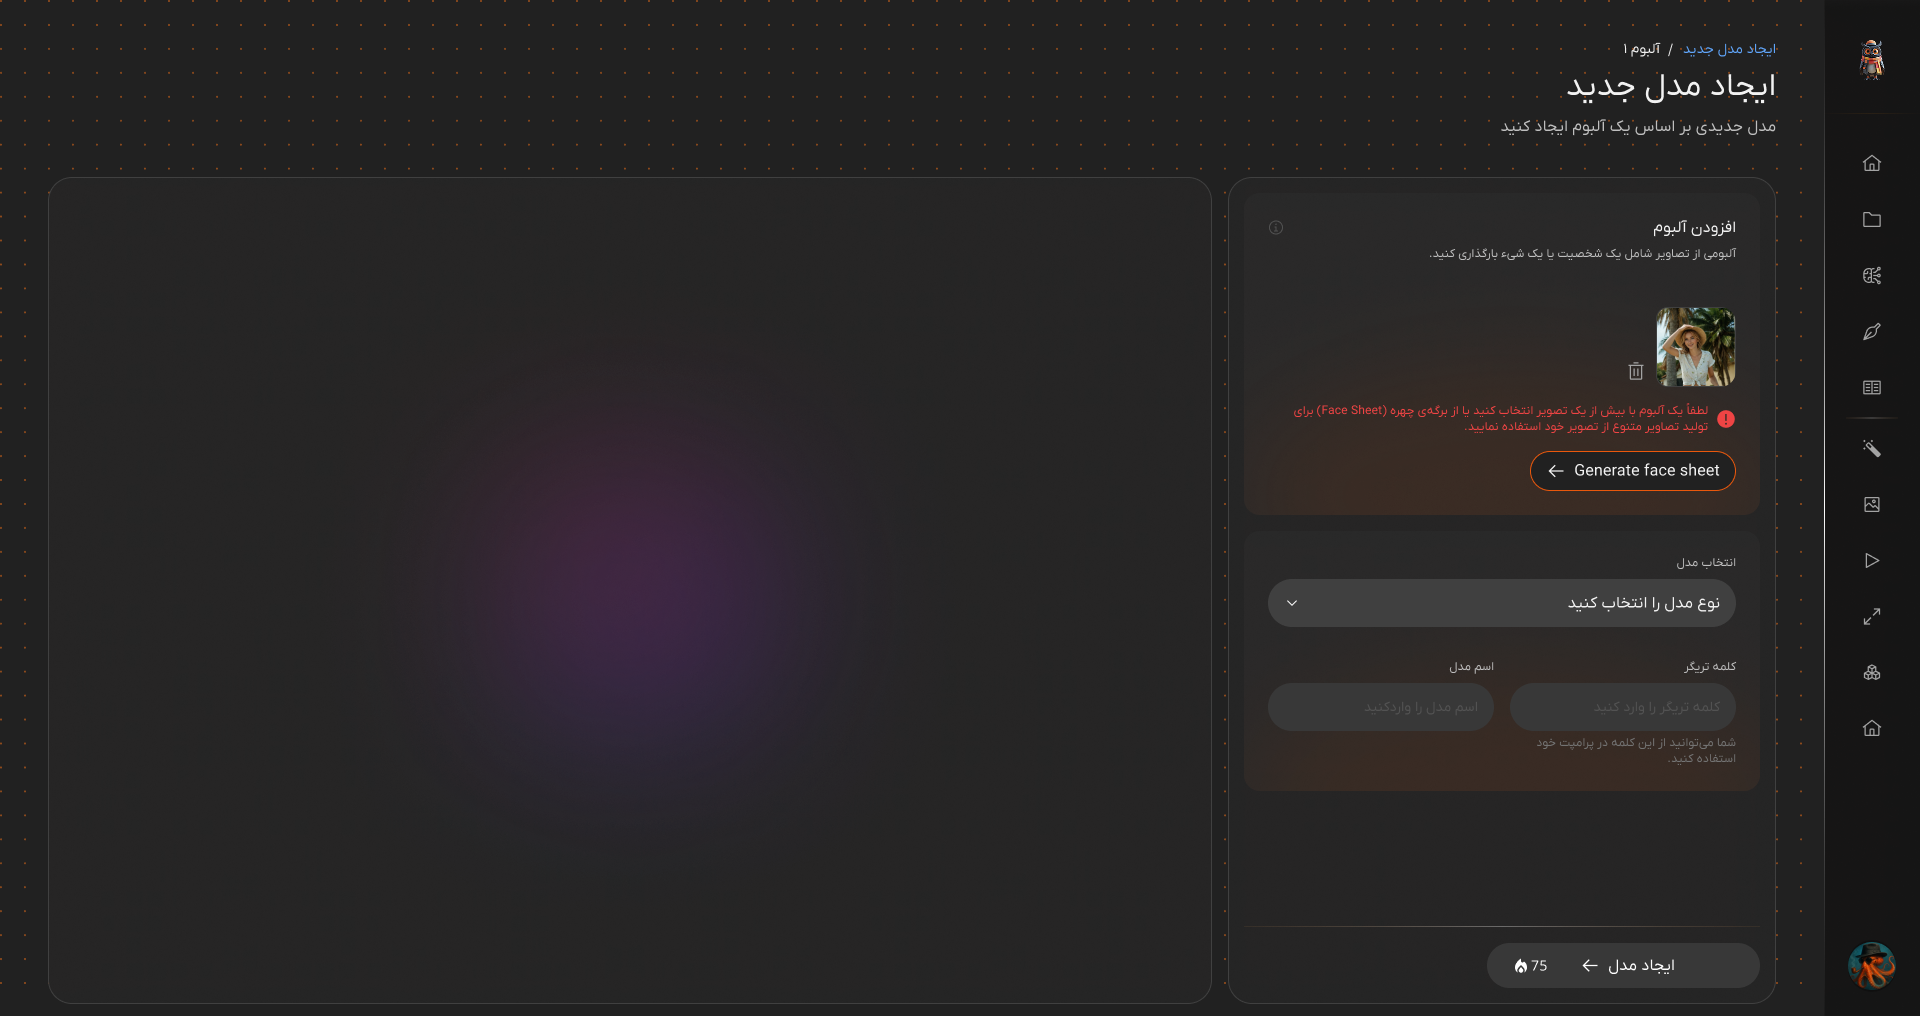 ایجاد مدل جدید / آلبوم ۱
ایجاد مدل جدید
مدل جدیدی بر اساس یک آلبوم ایجاد کنید
افزودن آلبوم
آلبومی از تصاویر شامل یک شخصیت یا یک شیء بارگذاری کنید.
لطفاً یک آلبوم با بیش از یک تصویر انتخاب کنید یا از برگه‌ی چهره (Face Sheet) برای
تولید تصاویر متنوع از تصویر خود استفاده نمایید.
Generate face sheet
انتخاب مدل
نوع مدل را انتخاب کنید
کلمه تریگر
اسم مدل
کلمه تریگر را وارد کنید
اسم مدل را واردکنید
شما می‌توانید از این کلمه در پرامپت خود
استفاده کنید.
ایجاد مدل
75